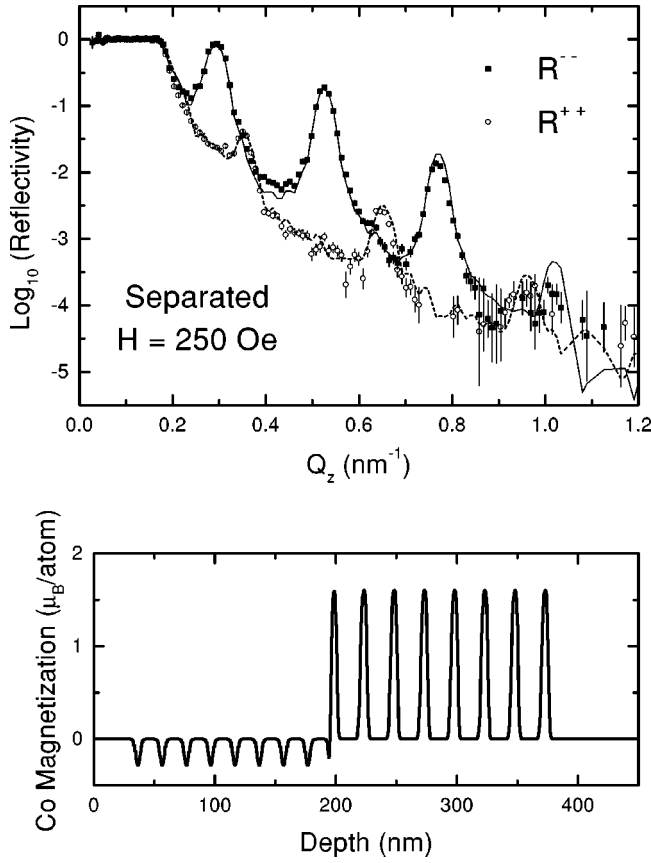 0
-1
-2
-3
-4
-5
Log10 (Reflectivity)
R--
R++
Separated
H = 250 Oe
0.0 0.2 0.4 0.6 0.8 1.0 1.2
Qz (nm-1)
2
1
0
Co Magnetization (μB/atom)
0 100 200 300 400
Depth (nm)